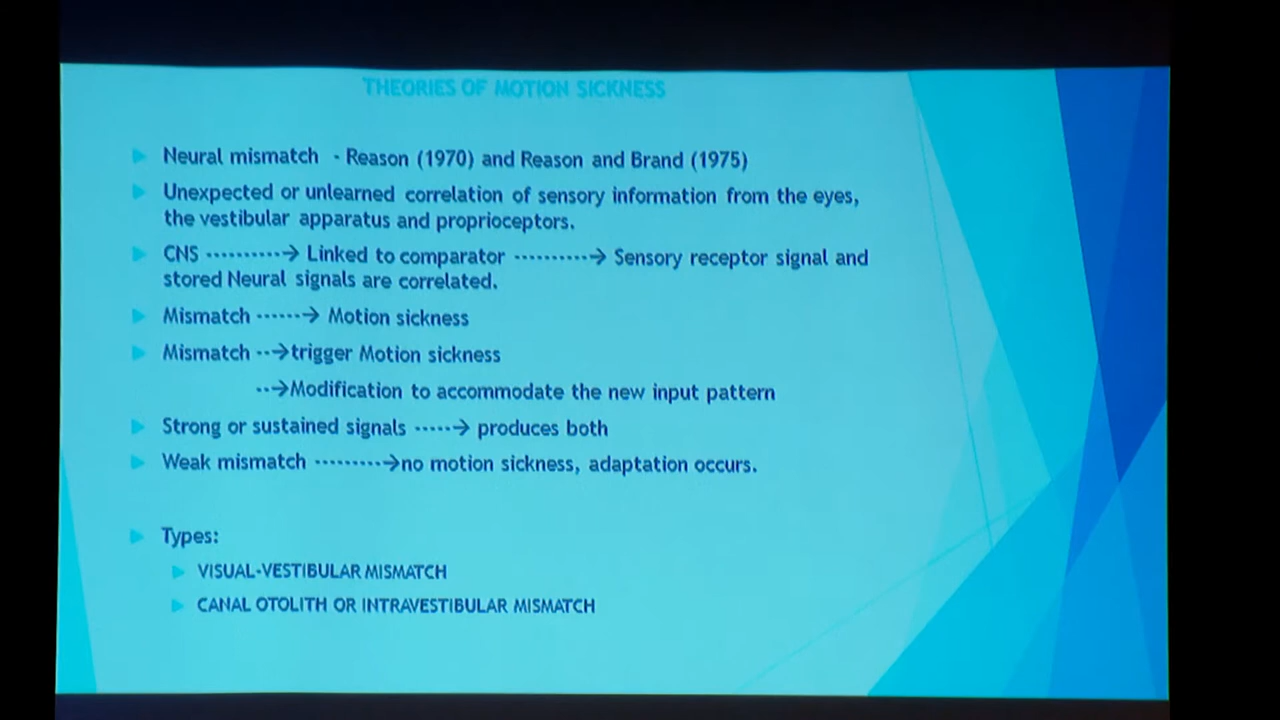 THEORIES OF MOTION SICKNESS
Neural mismatch - Reason (1970) and Reason and Brand (1975)
Unexpected or unlearned correlation of sensory information from the eyes,
the vestibular apparatus and proprioceptors.
CNS ----------→ Linked to comparator ----------→ Sensory receptor signal and
stored Neural signals are correlated.
Mismatch ------→ Motion sickness
Mismatch --→trigger Motion sickness
--→Modification to accommodate the new input pattern
Strong or sustained signals -----→ produces both
Weak mismatch ---------→no motion sickness, adaptation occurs.
Types:
VISUAL-VESTIBULAR MISMATCH
CANAL OTOLITH OR INTRAVESTIBULAR MISMATCH